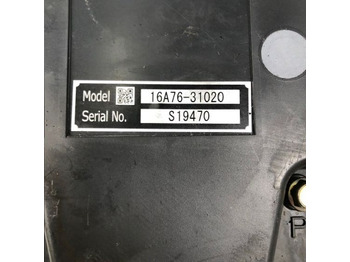 Model 16A76-31020
Serial No. S19470
P